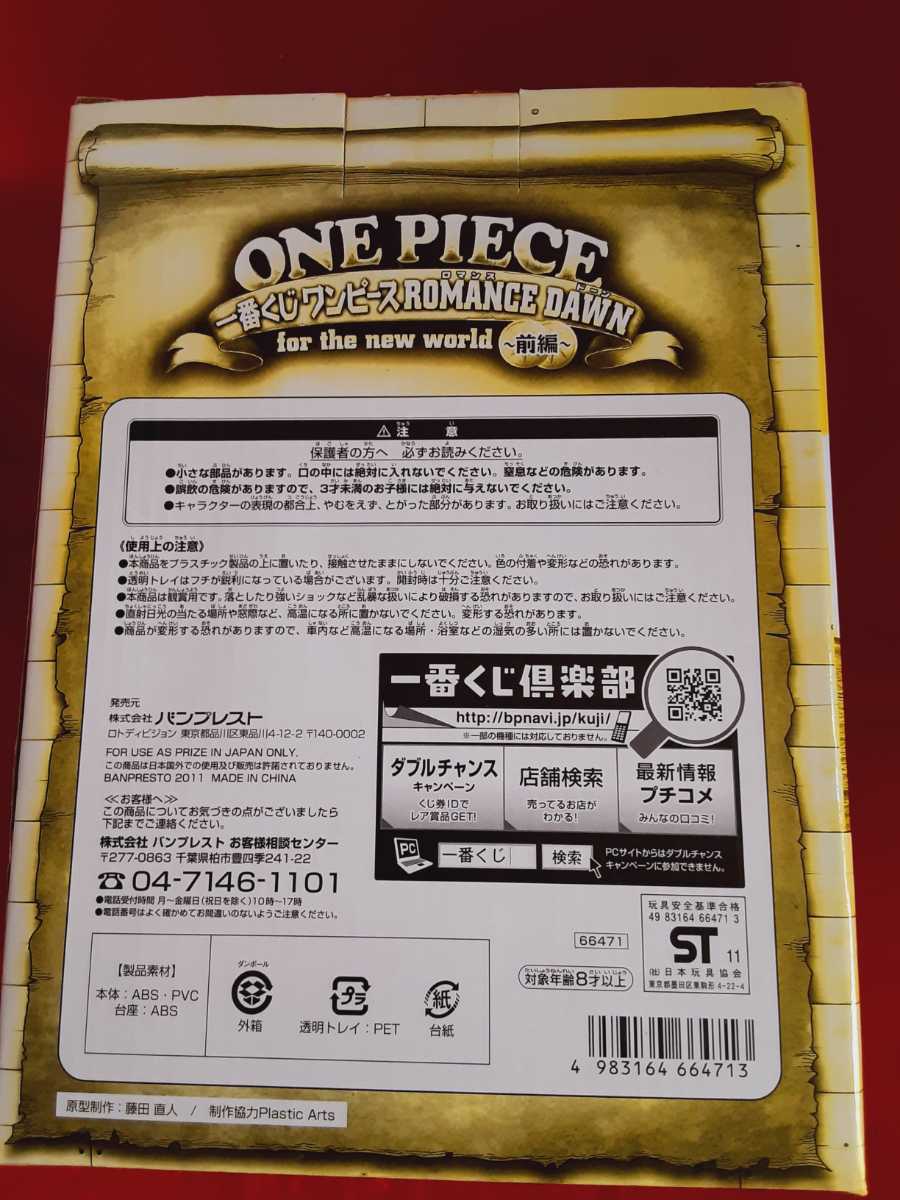 ONE PIECE
ロマンス ドーン
一番くじ ワンピース ROMANCE DAWN
for the new world ～前編～
⚠注 意
保護者の方へ 必ずお読みください。
●小さな部品があります。口の中には絶対に入れないでください。窒息などの危険があります。
●誤飲の危険がありますので、3才未満のお子様には絶対に与えないでください。
●キャラクターの表現の都合上、やむをえず、とがった部分があります。お取り扱いにはご注意ください。
《使用上の注意》
●本商品をプラスチック製品の上に置いたり、接触させたままにしないでください。色の付着や変形などの恐れがあります。
●透明トレイはフチが鋭利になっている場合がございます。開封時は十分ご注意ください。
●本商品は観賞用です。落としたり強いショックなど乱暴な扱いにより破損する恐れがありますので、お取り扱いにはご注意ください。
●直射日光の当たる場所や窓際など、高温になる所に置かないでください。変形する恐れがあります。
●商品が変形する恐れがありますので、車内など高温になる場所・浴室などの湿気の多い所には置かないでください。
発売元
株式会社 バンプレスト
ロトディビジョン 東京都品川区東品川4-12-2 〒140-0002
FOR USE AS PRIZE IN JAPAN ONLY.
この商品は日本国外での使用及び販売は許諾されておりません。
BANPRESTO 2011 MADE IN CHINA
≪お客様へ≫
この商品についてお気づきの点がございましたら
下記までご連絡ください。
株式会社 バンプレスト お客様相談センター
〒277-0863 千葉県柏市豊四季241-22
☎04-7146-1101
●電話受付時間 月～金曜日(祝日を除く)10時～17時
●電話番号はよく確かめてお間違いのないようご注意ください。
一番くじ倶楽部
http://bpnavi.jp/kuji/
※一部の機種には対応しておりません。
ダブルチャンス
キャンペーン
くじ券IDで
レア賞品GET!
店舗検索
売ってるお店が
わかる!
最新情報
プチコメ
みんなの口コミ!
PC
一番くじ 検索
PCサイトからはダブルチャンス
キャンペーンに参加できません。
玩具安全基準合格
49 83164 66471 3
ST 11
(社)日本玩具協会
東京都墨田区東駒形4-22-4
66471
対象年齢8才以上
【製品素材】
本体：ABS・PVC
台座：ABS
ダンボール
外箱
プラ
透明トレイ：PET
紙
台紙
4 983164 664713
原型制作：藤田 直人 / 制作協力Plastic Arts